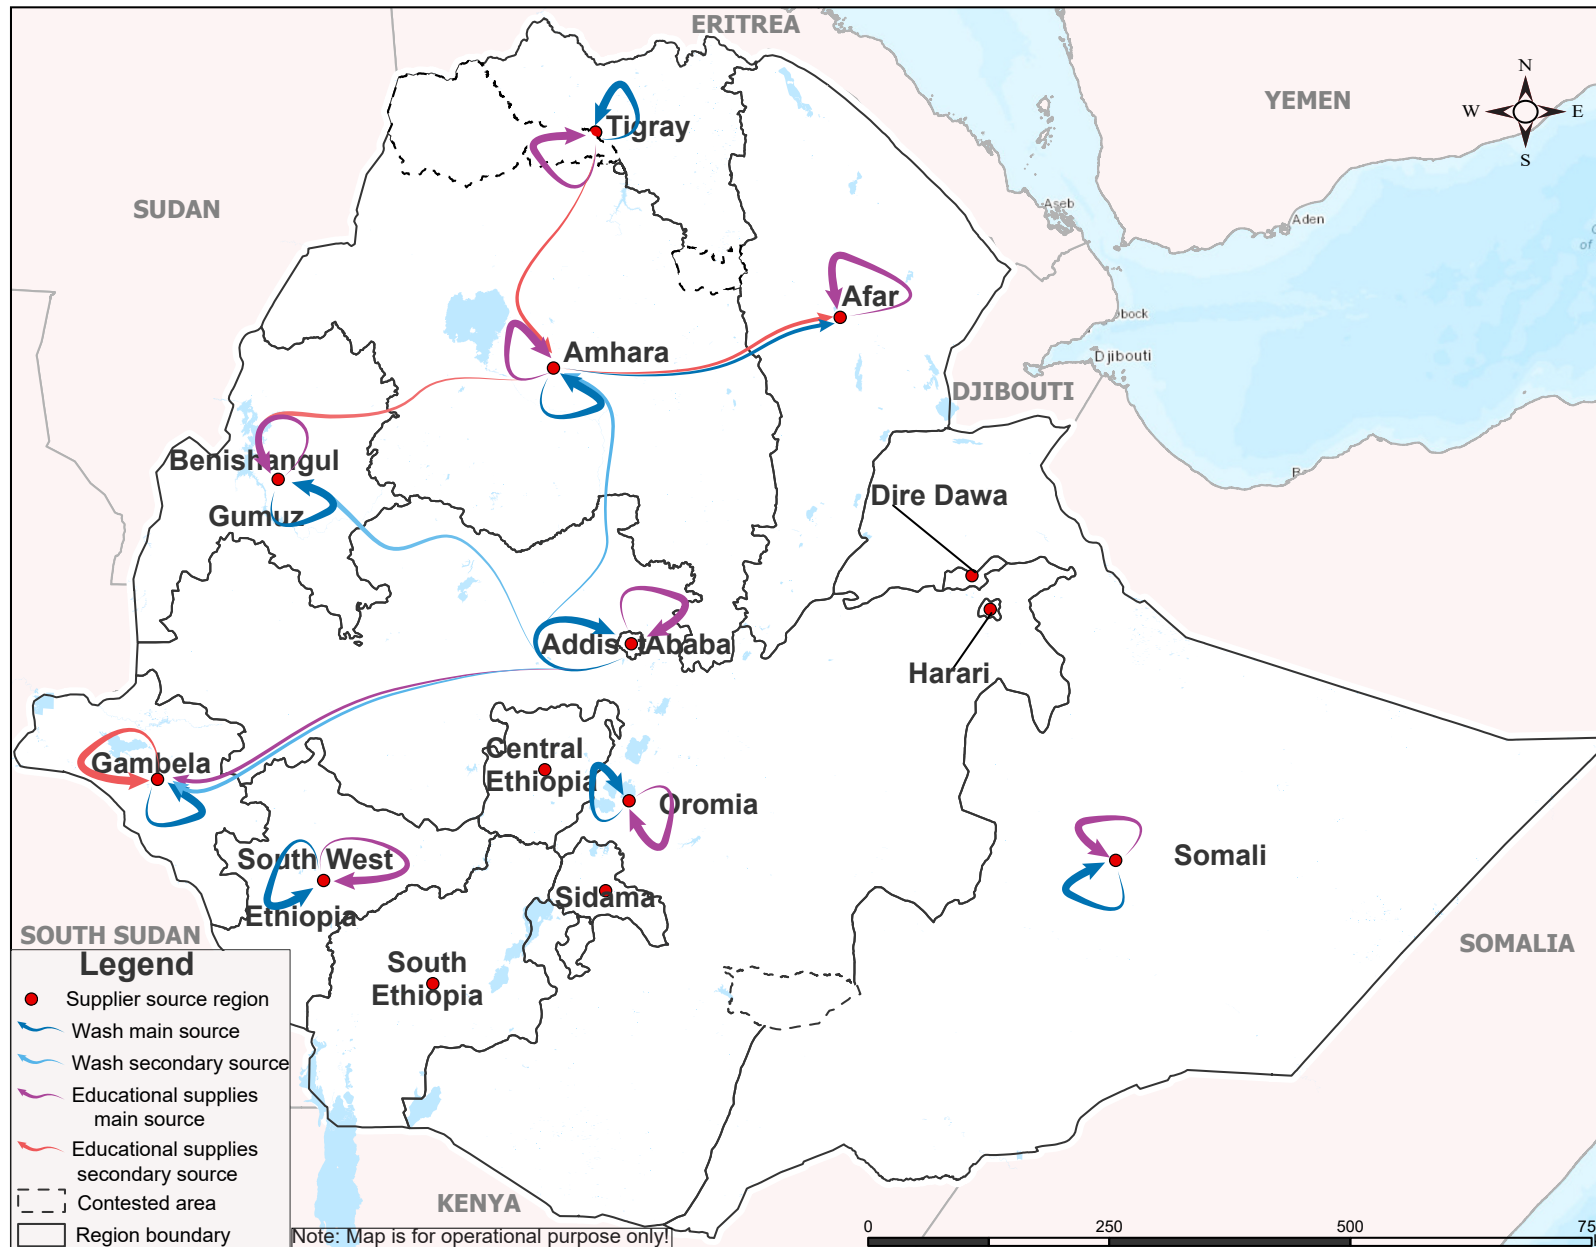 ERITREA
YEMEN
N
W
E
S
Tigray
SUDAN
Aseb
Aden
Afar
bock
Amhara
Djibouti
DJIBOUTI
Benishangul
Gumuz
Dire Dawa
Addis
Ababa
Harari
Gambela
Central
Ethiopia
Oromia
South West
Ethiopia
Somali
Sidama
SOUTH SUDAN
SOMALIA
South
Ethiopia
Legend
Supplier source region
Wash main source
Wash secondary source
Educational supplies
main source
Educational supplies
secondary source
Contested area
Region boundary
KENYA
Note: Map is for operational purpose only!
0
250
500